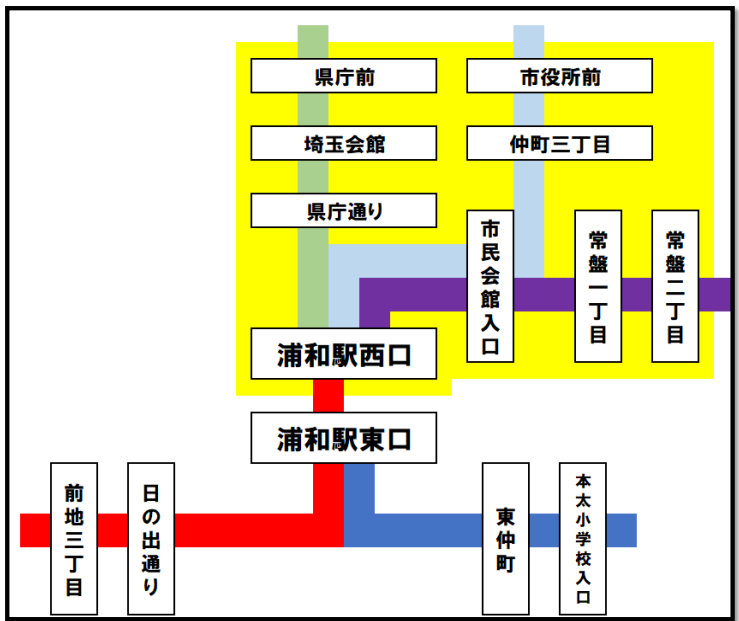 県庁前
市役所前
埼玉会館
仲町三丁目
県庁通り
市民会館入口
常盤一丁目
常盤二丁目
浦和駅西口
浦和駅東口
前地三丁目
日の出通り
東仲町
本太小学校入口